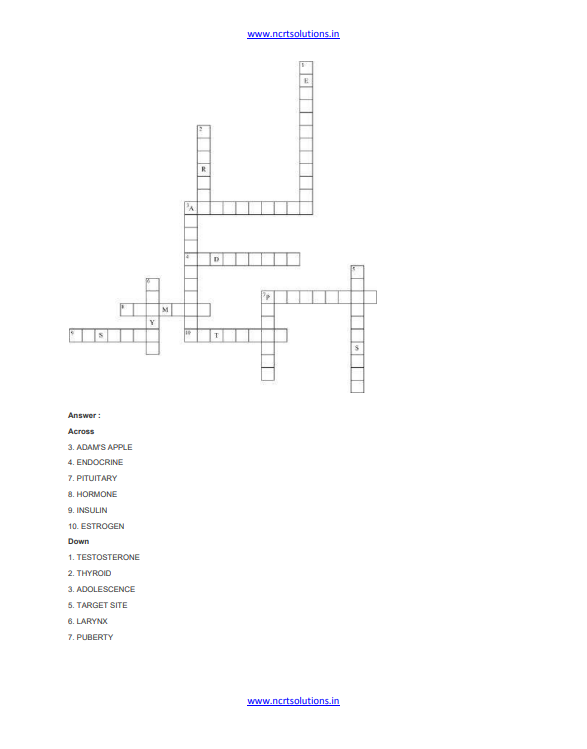 www.ncrtsolutions.in
1
E
2
R
3 A
4 D
5
6
7 P
8 M
Y
9 S
10 T
S
Answer :
Across
3. ADAM'S APPLE
4. ENDOCRINE
7. PITUITARY
8. HORMONE
9. INSULIN
10. ESTROGEN
Down
1. TESTOSTERONE
2. THYROID
3. ADOLESCENCE
5. TARGET SITE
6. LARYNX
7. PUBERTY
www.ncrtsolutions.in